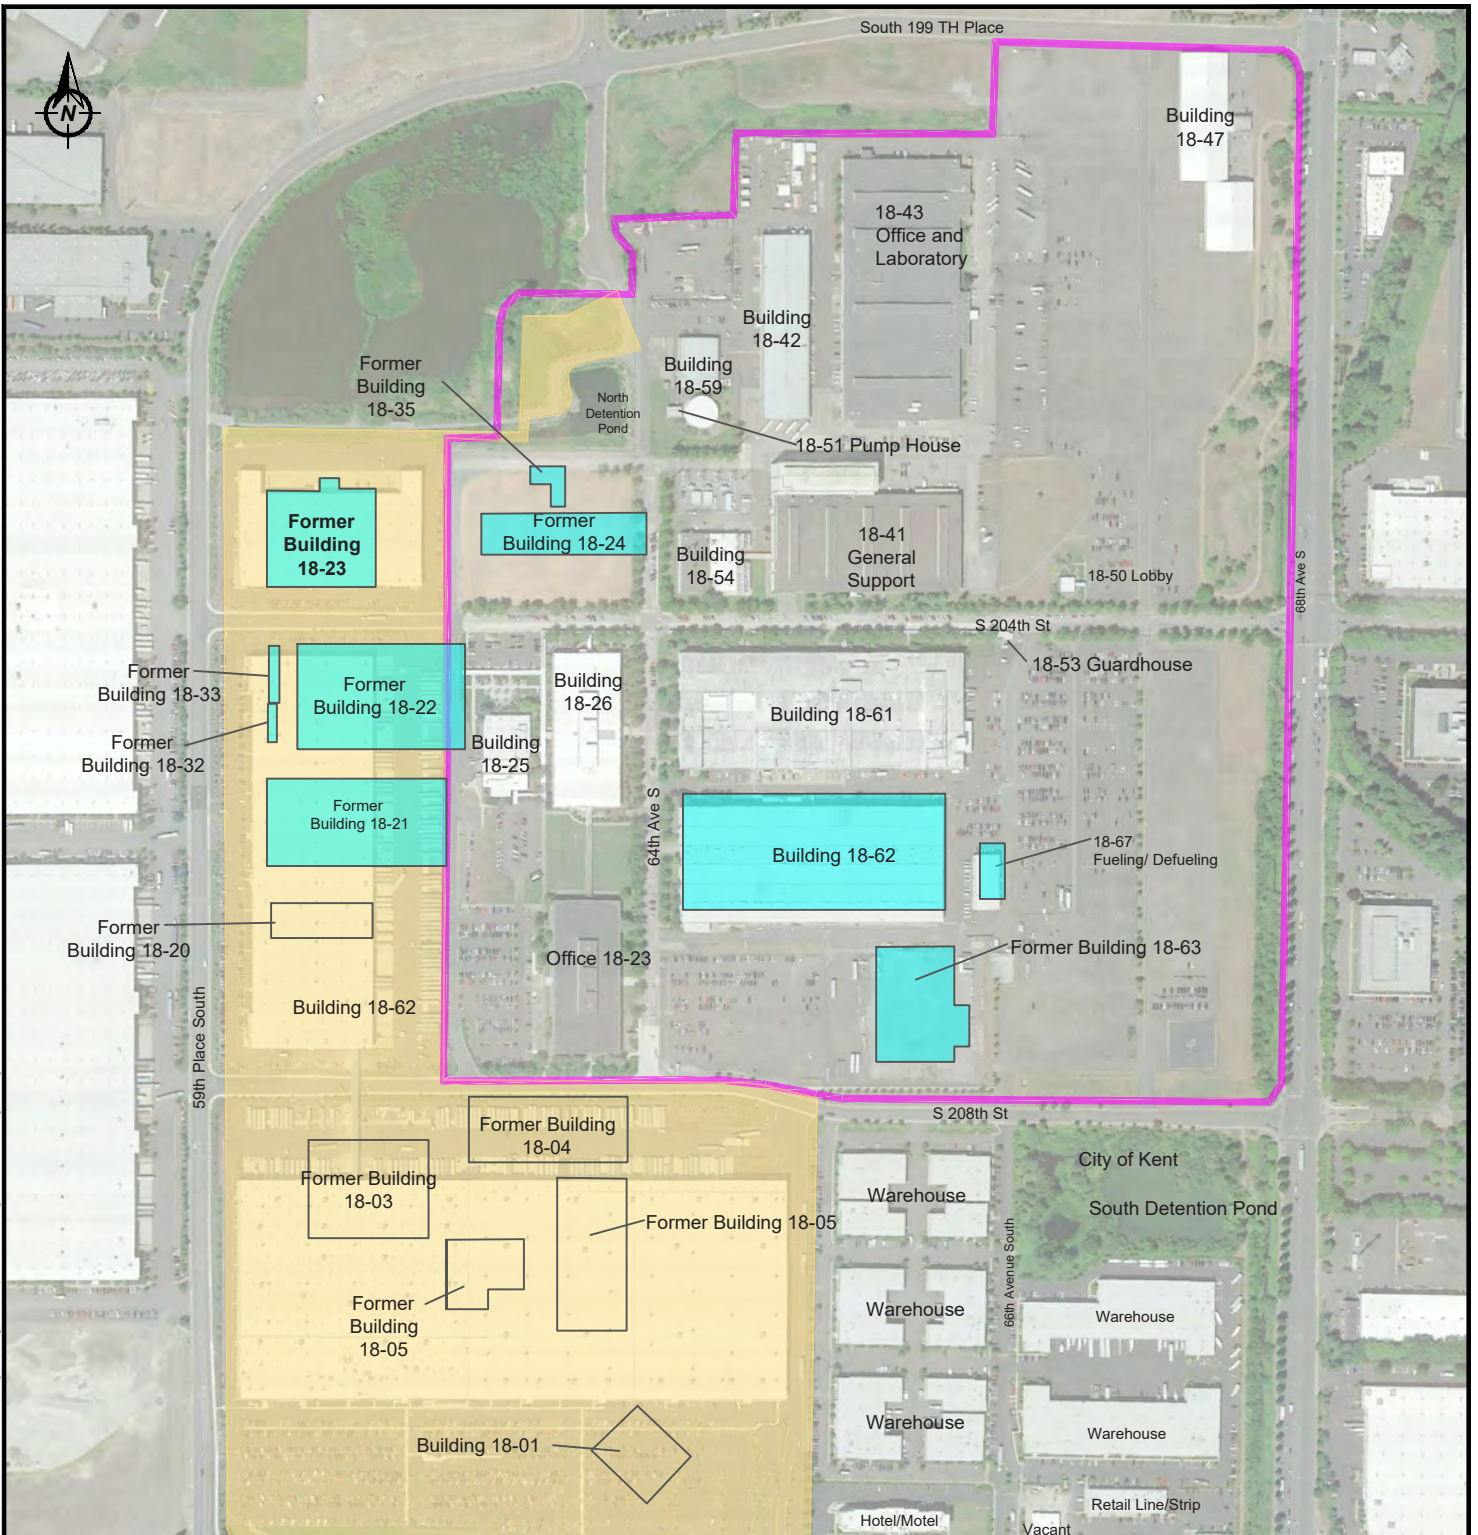 South 199 TH Place
N
Building
18-47
18-43
Office and
Laboratory
Building
18-42
Former
Building
18-35
Building
18-59
North
Detention
Pond
18-51 Pump House
Former
Building
18-23
Former
Building 18-24
Building
18-54
18-41
General
Support
18-50 Lobby
68th Ave S
S 204th St
18-53 Guardhouse
Former
Building 18-33
Former
Building 18-22
Building
18-26
Building 18-61
Former
Building 18-32
Building
18-25
Former
Building 18-21
64th Ave S
Building 18-62
18-67
Fueling/ Defueling
Former
Building 18-20
Office 18-23
Former Building 18-63
Building 18-62
59th Place South
S 208th St
Former Building
18-04
City of Kent
South Detention Pond
Former Building
18-03
Warehouse
Former Building 18-05
66th Avenue South
Former
Building
18-05
Warehouse
Warehouse
Warehouse
Warehouse
Building 18-01
Retail Line/Strip
Hotel/Motel
Vacant